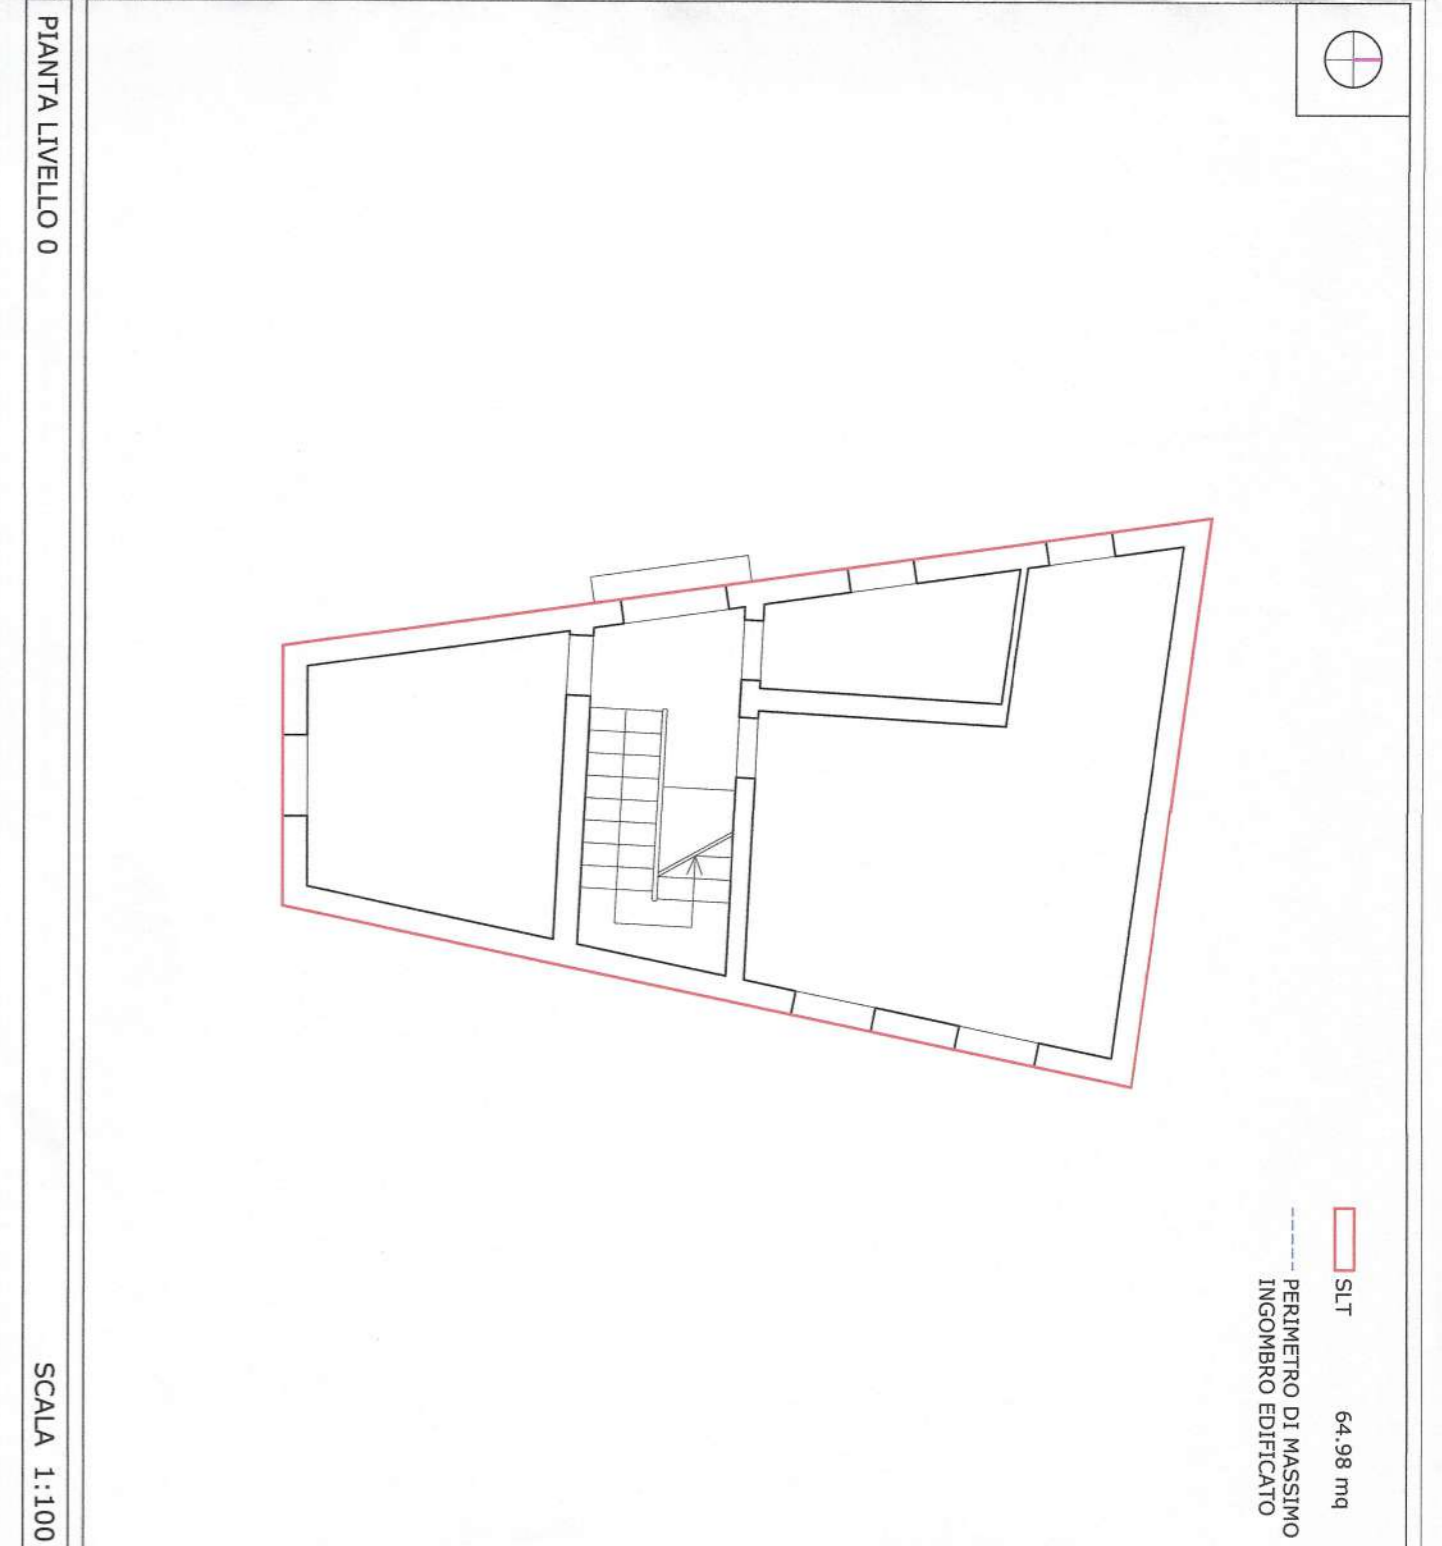 SLT 64.98 mq
PERIMETRO DI MASSIMO
INGOMBRO EDIFICATO
PIANTA LIVELLO 0
SCALA 1:100